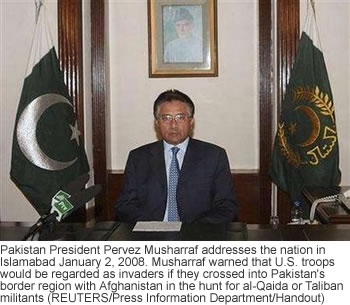 پاکستان
Pakistan President Pervez Musharraf addresses the nation in
Islamabad January 2, 2008. Musharraf warned that U.S. troops
would be regarded as invaders if they crossed into Pakistan's
border region with Afghanistan in the hunt for al-Qaida or Taliban
militants (REUTERS/Press Information Department/Handout)